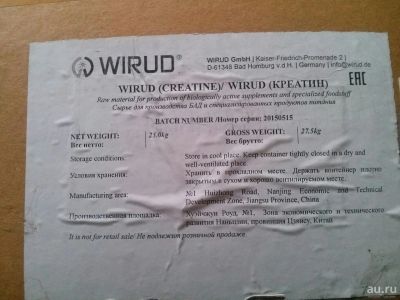 WIRUD®
WIRUD GmbH | Kaiser-Friedrich-Promenade 2 |
D-61348 Bad Homburg v.d.H | Germany | info@wirud.de
WIRUD (CREATINE)/ WIRUD (КРЕАТИН)
EAC
Raw material for production of biologically active supplements and specialized foodstuff
Сырье для производства БАД и специализированных продуктов питания
BATCH NUMBER /Номер серии: 20150515
NET WEIGHT: 25.0kg GROSS WEIGHT: 27.5kg
Вес нетто: Вес брутто:
Storage conditions: Store in cool place. Keep container tightly closed in a dry and
well-ventilated place.
Условия хранения: Хранить в прохладном месте. Держать контейнер плотно
закрытым в сухом и хорошо вентилируемом месте.
Manufacturing area: №1 Huizhong Road, Nanjing Economic and Technical
Development Zone, Jiangsu Province, China
Производственная площадка: Роуд, №1, Зона экономического и технического
развития провинция Цзянсу, Китай
It is not for retail sale/ Не подлежит розничной продаже.
au.ru